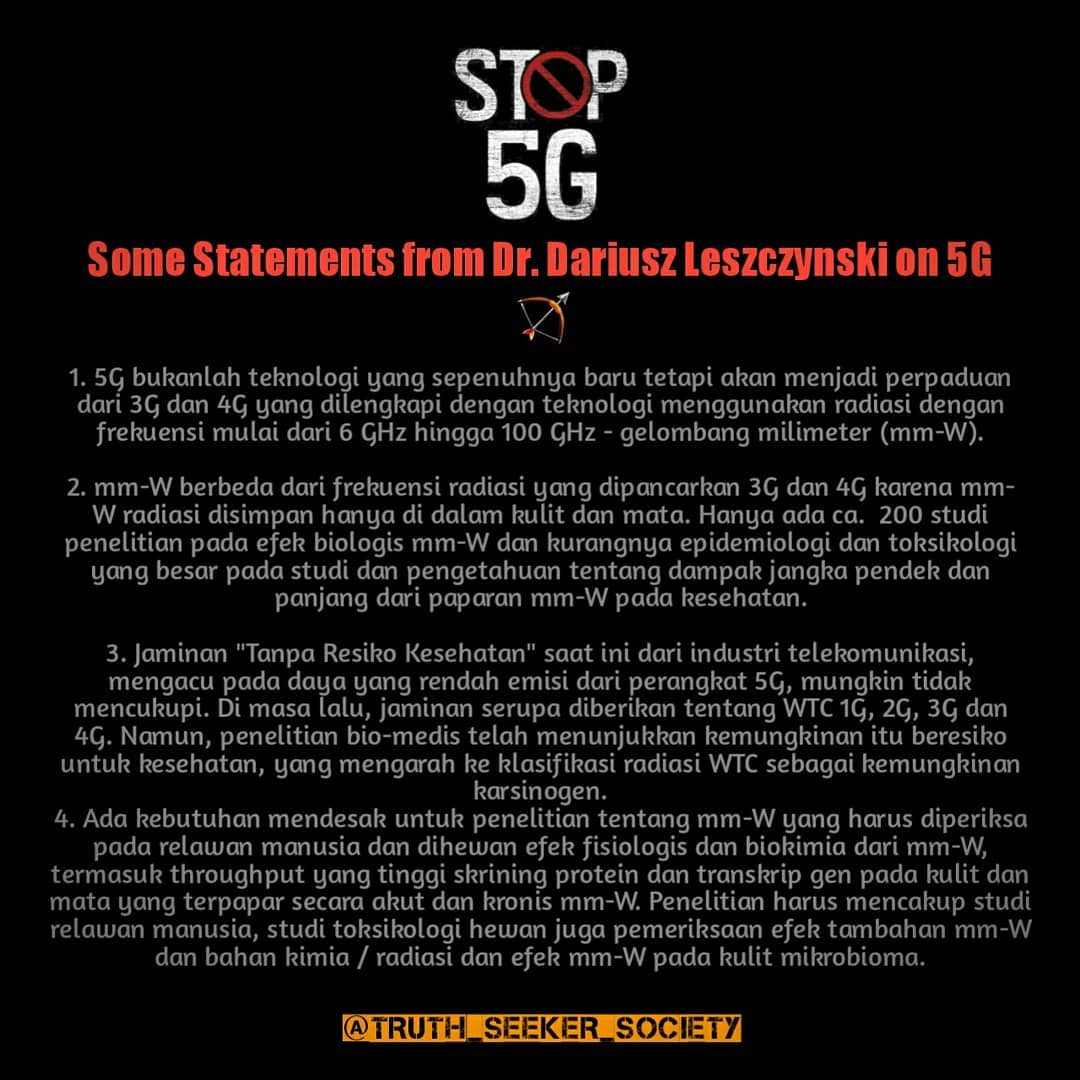 STOP
5G
Some Statements from Dr. Dariusz Leszczynski on 5G
1. 5G bukanlah teknologi yang sepenuhnya baru tetapi akan menjadi perpaduan
dari 3G dan 4G yang dilengkapi dengan teknologi menggunakan radiasi dengan
frekuensi mulai dari 6 GHz hingga 100 GHz - gelombang milimeter (mm-W).
2. mm-W berbeda dari frekuensi radiasi yang dipancarkan 3G dan 4G karena mm-
W radiasi disimpan hanya di dalam kulit dan mata. Hanya ada ca. 200 studi
penelitian pada efek biologis mm-W dan kurangnya epidemiologi dan toksikologi
yang besar pada studi dan pengetahuan tentang dampak jangka pendek dan
panjang dari paparan mm-W pada kesehatan.
3. Jaminan "Tanpa Resiko Kesehatan" saat ini dari industri telekomunikasi,
mengacu pada daya yang rendah emisi dari perangkat 5G, mungkin tidak
mencukupi. Di masa lalu, jaminan serupa diberikan tentang WTC 1G, 2G, 3G dan
4G. Namun, penelitian bio-medis telah menunjukkan kemungkinan itu beresiko
untuk kesehatan, yang mengarah ke klasifikasi radiasi WTC sebagai kemungkinan
karsinogen.
4. Ada kebutuhan mendesak untuk penelitian tentang mm-W yang harus diperiksa
pada relawan manusia dan dihewan efek fisiologis dan biokimia dari mm-W,
termasuk throughput yang tinggi skrining protein dan transkrip gen pada kulit dan
mata yang terpapar secara akut dan kronis mm-W. Penelitian harus mencakup studi
relawan manusia, studi toksikologi hewan juga pemeriksaan efek tambahan mm-W
dan bahan kimia / radiasi dan efek mm-W pada kulit mikrobioma.
@TRUTH_SEEKER_SOCIETY